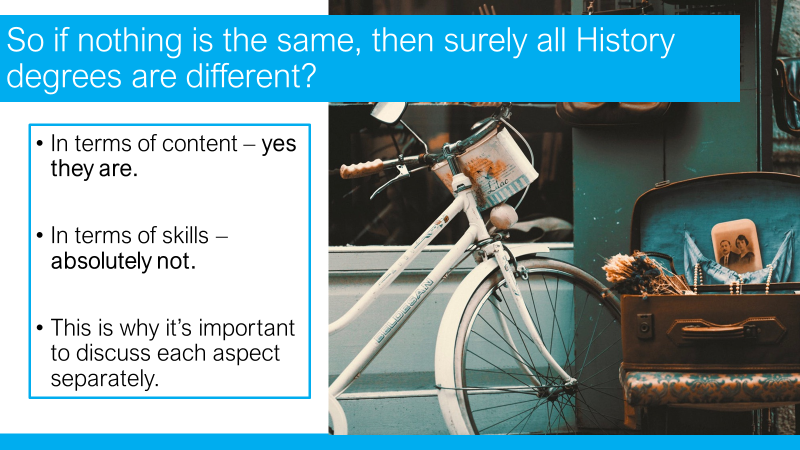 So if nothing is the same, then surely all History
degrees are different?
• In terms of content – yes
they are.
• In terms of skills –
absolutely not.
• This is why it’s important
to discuss each aspect
separately.
Lilac